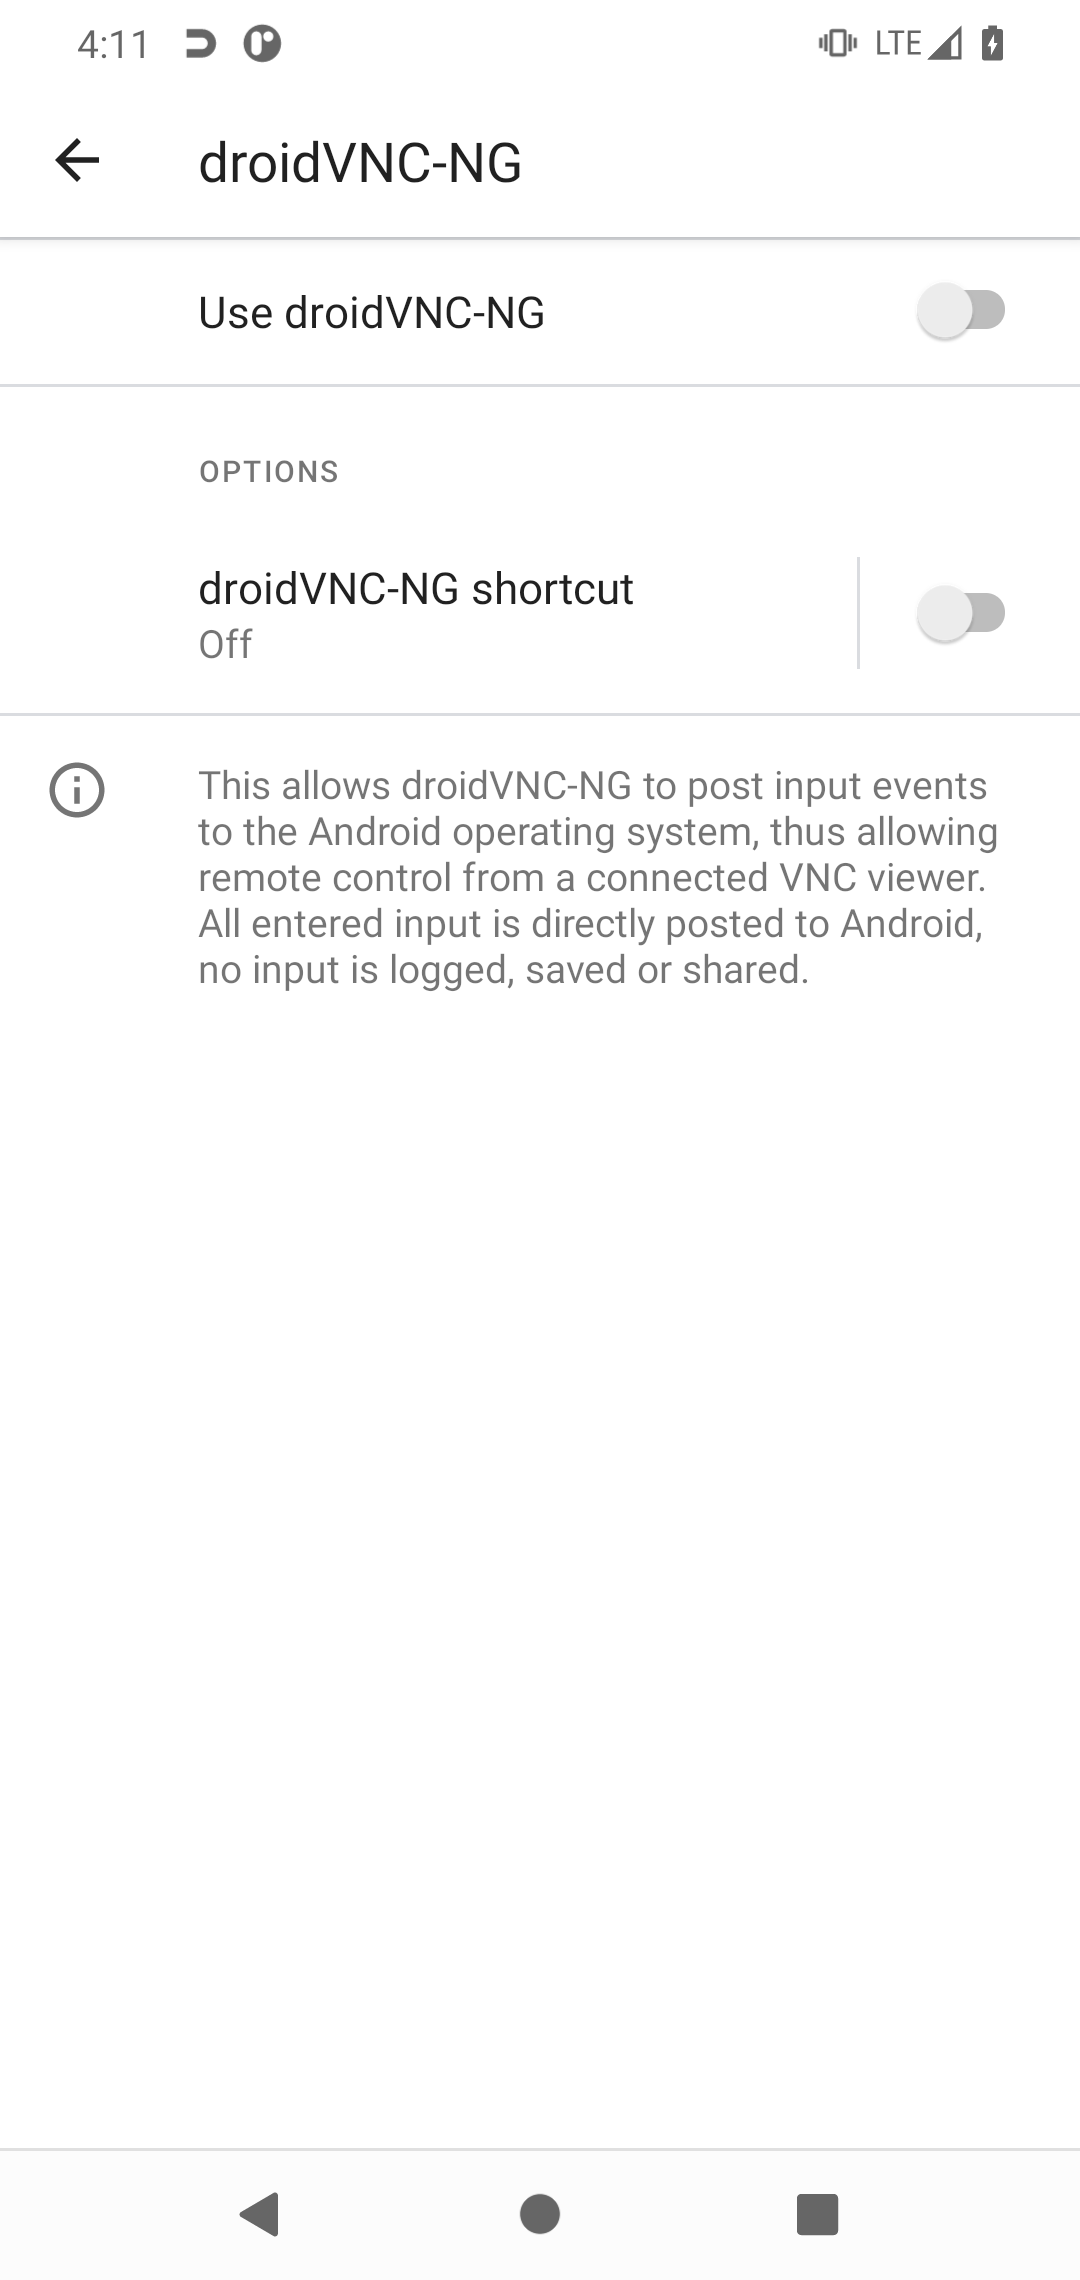 4:11 LTE
droidVNC-NG
Use droidVNC-NG
OPTIONS
droidVNC-NG shortcut
Off
This allows droidVNC-NG to post input events
to the Android operating system, thus allowing
remote control from a connected VNC viewer.
All entered input is directly posted to Android,
no input is logged, saved or shared.